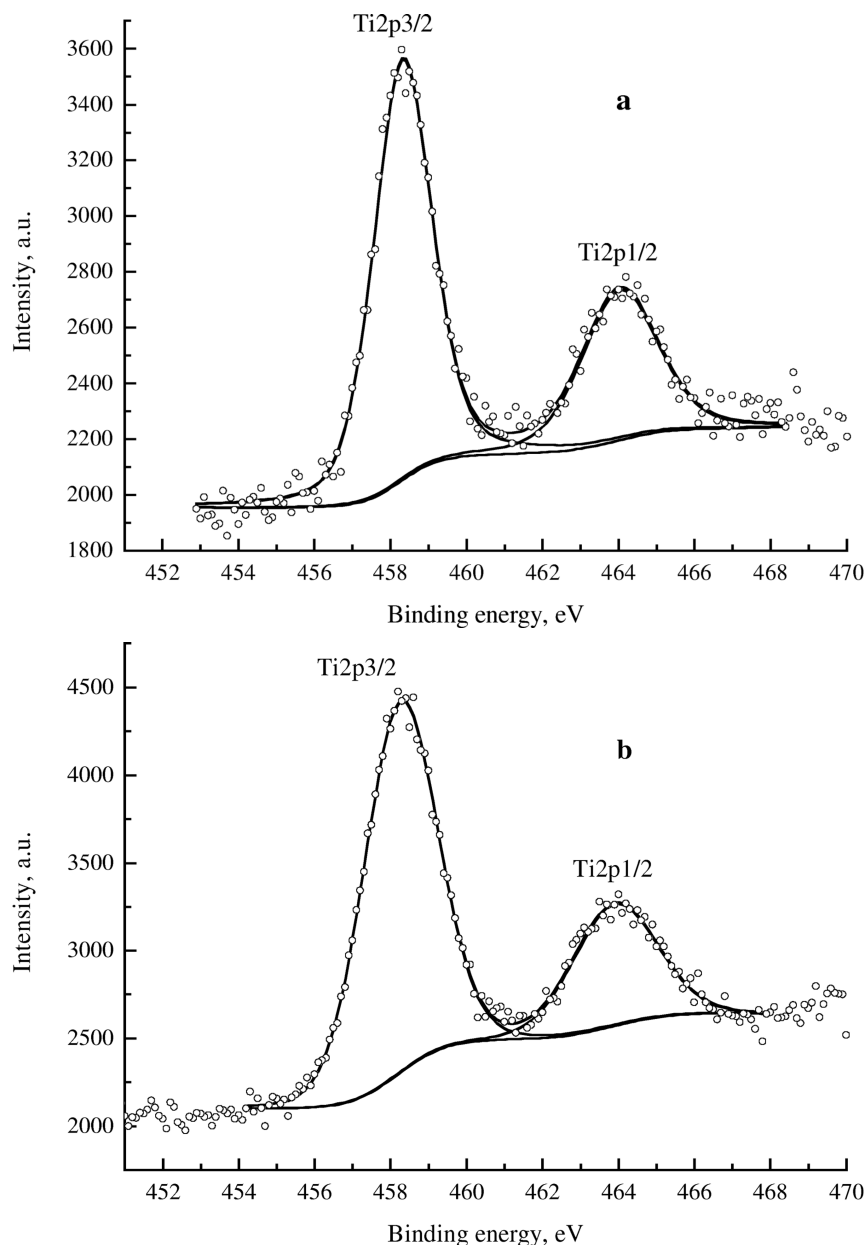 Ti2p3/2
a
Ti2p1/2
3600
3400
3200
3000
2800
2600
2400
2200
2000
1800
Intensity, a.u.
452 454 456 458 460 462 464 466 468 470
Binding energy, eV
Ti2p3/2
b
Ti2p1/2
4500
4000
3500
3000
2500
2000
Intensity, a.u.
452 454 456 458 460 462 464 466 468 470
Binding energy, eV